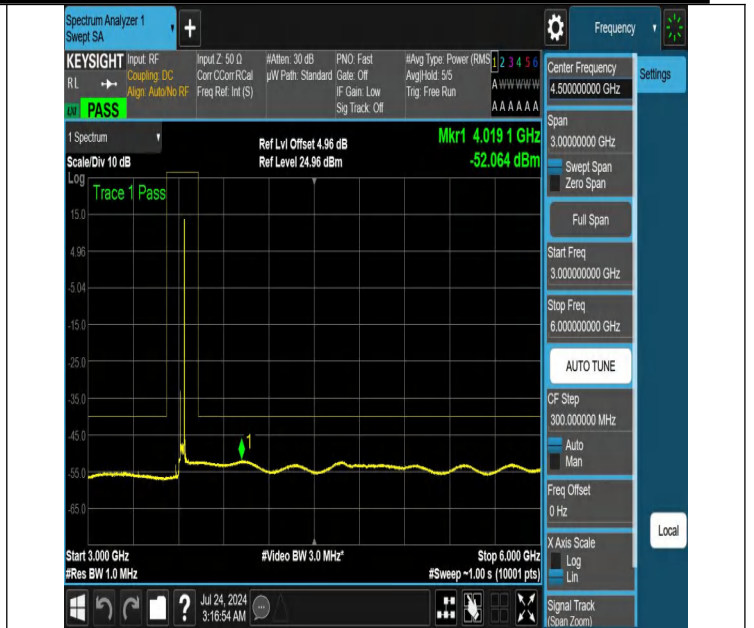 Spectrum Analyzer 1
Swept SA
+
Frequency
KEYSIGHT
RL
PASS
Input: RF
Coupling: DC
Align: Auto/No RF
Input Z: 50 Ω
Corr CCorr RCal
Freq Ref: Int (S)
#Atten: 30 dB
µW Path: Standard
PNO: Fast
Gate: Off
IF Gain: Low
Sig Track: Off
#Avg Type: Power (RMS
Avg|Hold: 5/5
Trig: Free Run
1 2 3 4 5 6
A W W W W W
A A A A A A
1 Spectrum
Scale/Div 10 dB
Ref Lvl Offset 4.96 dB
Ref Level 24.96 dBm
Mkr1 4.019 1 GHz
-52.064 dBm
Log
Trace 1 Pass
15.0
4.96
-5.04
-15.0
-25.0
-35.0
-45.0
-55.0
-65.0
1
Start 3.000 GHz
#Video BW 3.0 MHz*
Stop 6.000 GHz
#Res BW 1.0 MHz
#Sweep ~1.00 s (10001 pts)
?
Jul 24, 2024
3:16:54 AM
Center Frequency
4.500000000 GHz
Settings
Span
3.00000000 GHz
Swept Span
Zero Span
Full Span
Start Freq
3.000000000 GHz
Stop Freq
6.000000000 GHz
AUTO TUNE
CF Step
300.000000 MHz
Auto
Man
Freq Offset
0 Hz
Local
X Axis Scale
Log
Lin
Signal Track
(Span Zoom)